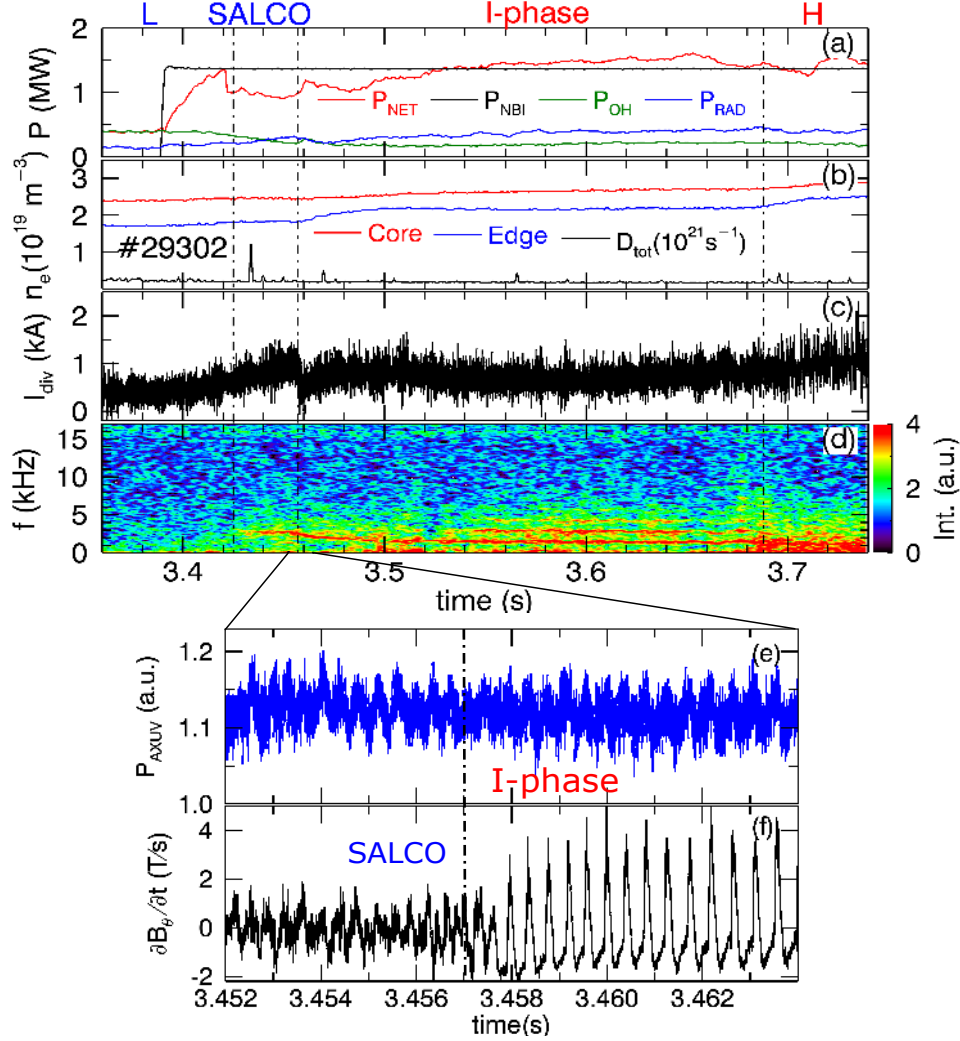 L SALCO I-phase H
P (MW)
2
1
0
(a)
P_NET P_NBI P_OH P_RAD
n_e(10^19 m^−3)
3
2
1
(b)
Core Edge D_tot(10^21s^−1)
#29302
I_div (kA)
2
1
0
(c)
f (kHz)
15
10
5
0
(d)
4
3
2
1
0
Int. (a.u.)
3.4 3.5 3.6 3.7
time (s)
P_AXUV (a.u.)
1.2
1.1
1.0
(e)
I-phase
∂B_θ/∂t (T/s)
4
2
0
-2
(f)
SALCO
3.452 3.454 3.456 3.458 3.460 3.462
time(s)